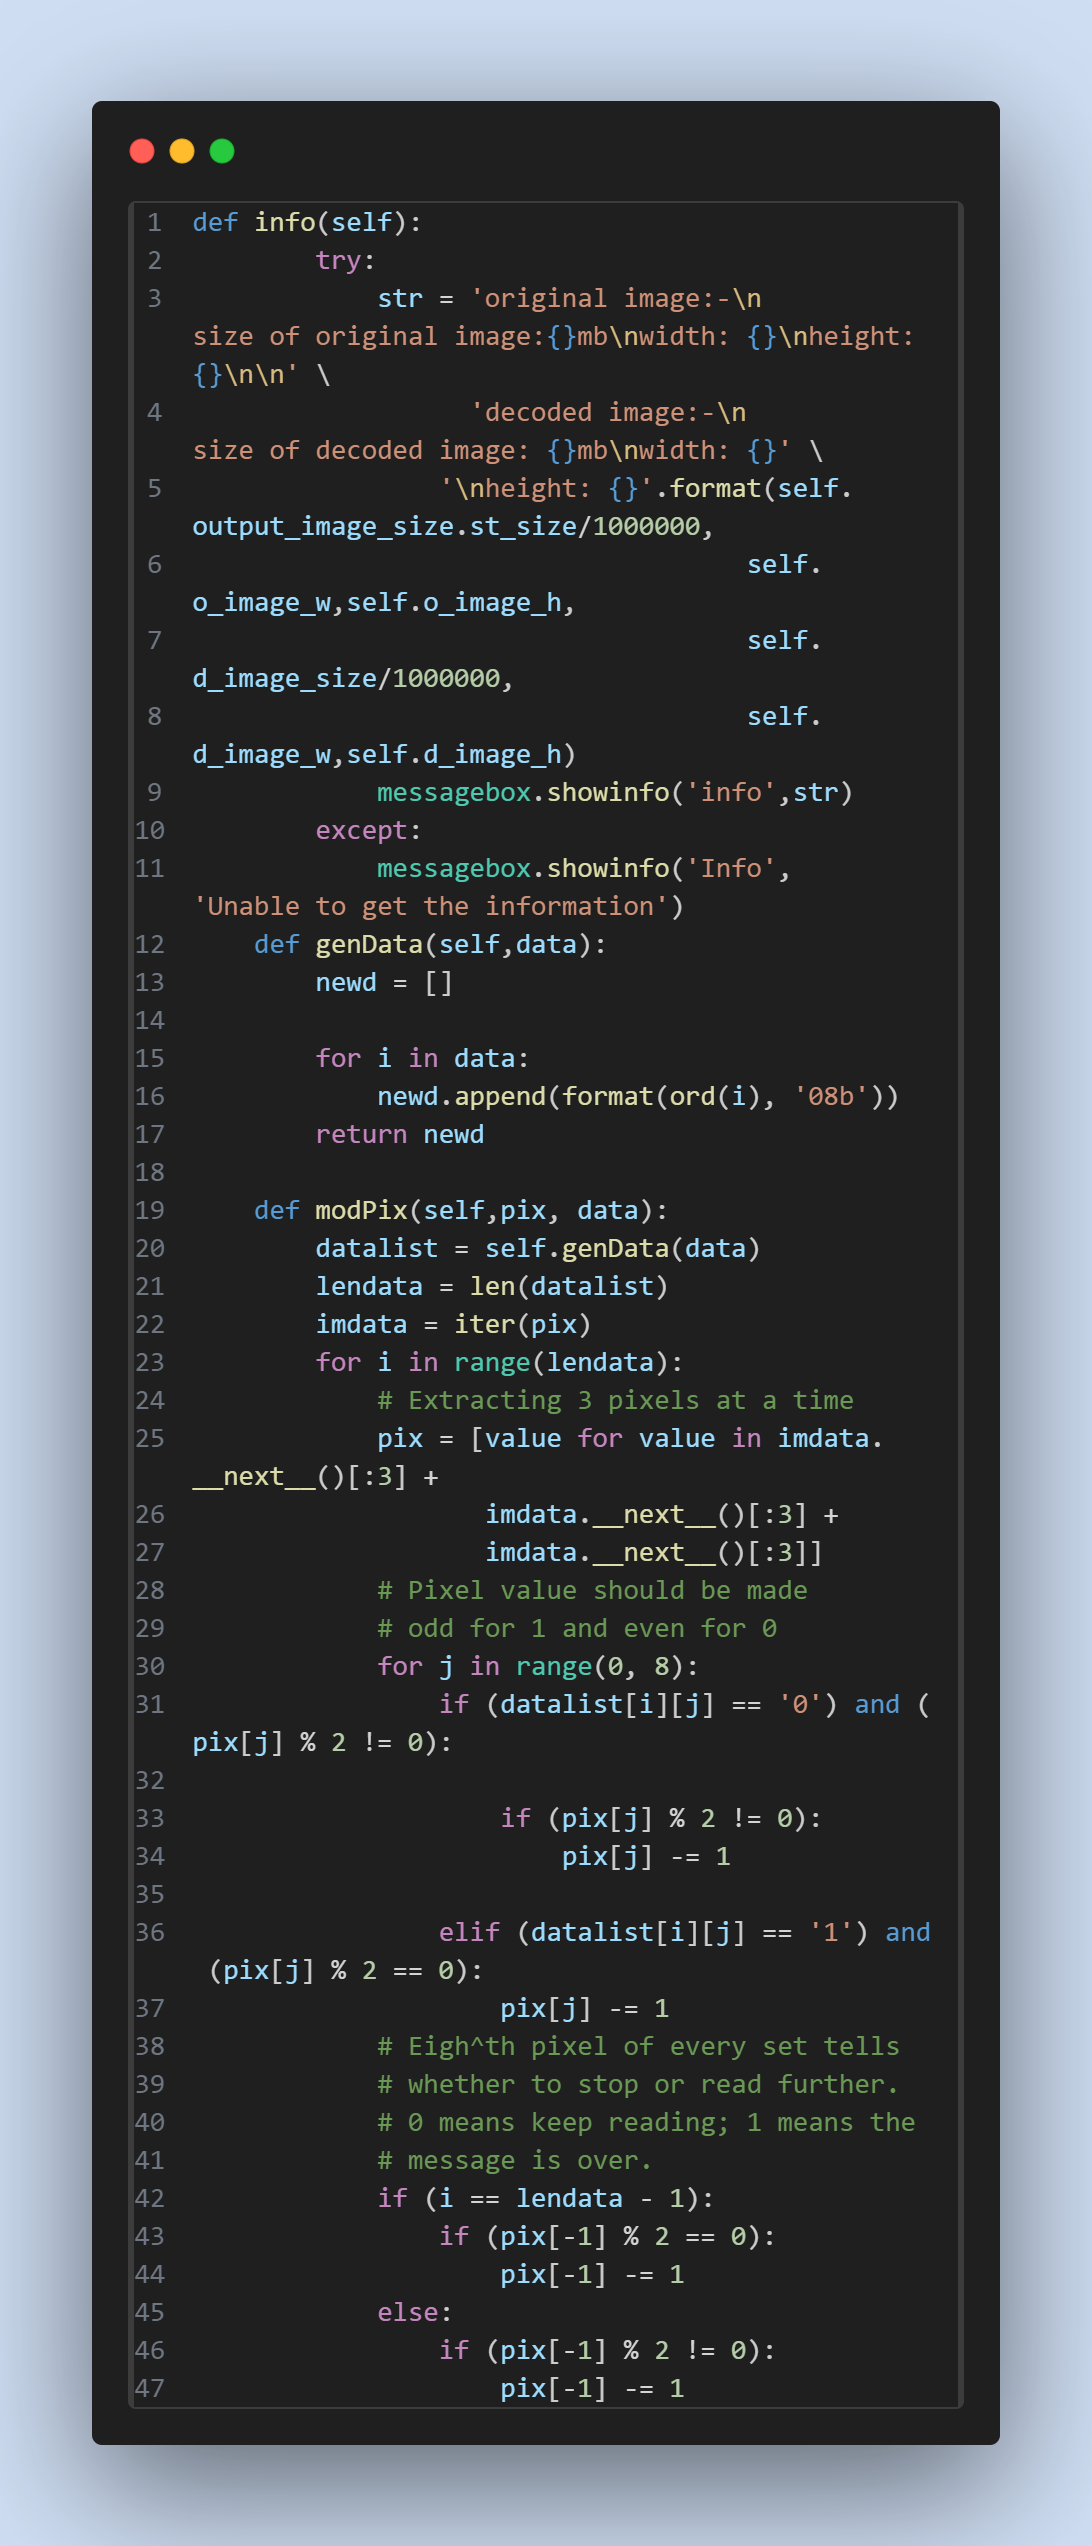 1 def info(self):
2         try:
3             str = 'original image:-\n
size of original image:{}mb\nwidth: {}\nheight:
{}\n\n' \
4                   'decoded image:-\n
size of decoded image: {}mb\nwidth: {}' \
5                 '\nheight: {}'.format(self.
output_image_size.st_size/1000000,
6                                     self.
o_image_w,self.o_image_h,
7                                     self.
d_image_size/1000000,
8                                     self.
d_image_w,self.d_image_h)
9             messagebox.showinfo('info',str)
10         except:
11             messagebox.showinfo('Info',
'Unable to get the information')
12     def genData(self,data):
13         newd = []
14
15         for i in data:
16             newd.append(format(ord(i), '08b'))
17         return newd
18
19     def modPix(self,pix, data):
20         datalist = self.genData(data)
21         lendata = len(datalist)
22         imdata = iter(pix)
23         for i in range(lendata):
24             # Extracting 3 pixels at a time
25             pix = [value for value in imdata.
__next__()[:3] +
26                    imdata.__next__()[:3] +
27                    imdata.__next__()[:3]]
28             # Pixel value should be made
29             # odd for 1 and even for 0
30             for j in range(0, 8):
31                 if (datalist[i][j] == '0') and (
pix[j] % 2 != 0):
32
33                     if (pix[j] % 2 != 0):
34                         pix[j] -= 1
35
36                 elif (datalist[i][j] == '1') and
 (pix[j] % 2 == 0):
37                     pix[j] -= 1
38             # Eigh^th pixel of every set tells
39             # whether to stop or read further.
40             # 0 means keep reading; 1 means the
41             # message is over.
42             if (i == lendata - 1):
43                 if (pix[-1] % 2 == 0):
44                     pix[-1] -= 1
45             else:
46                 if (pix[-1] % 2 != 0):
47                     pix[-1] -= 1